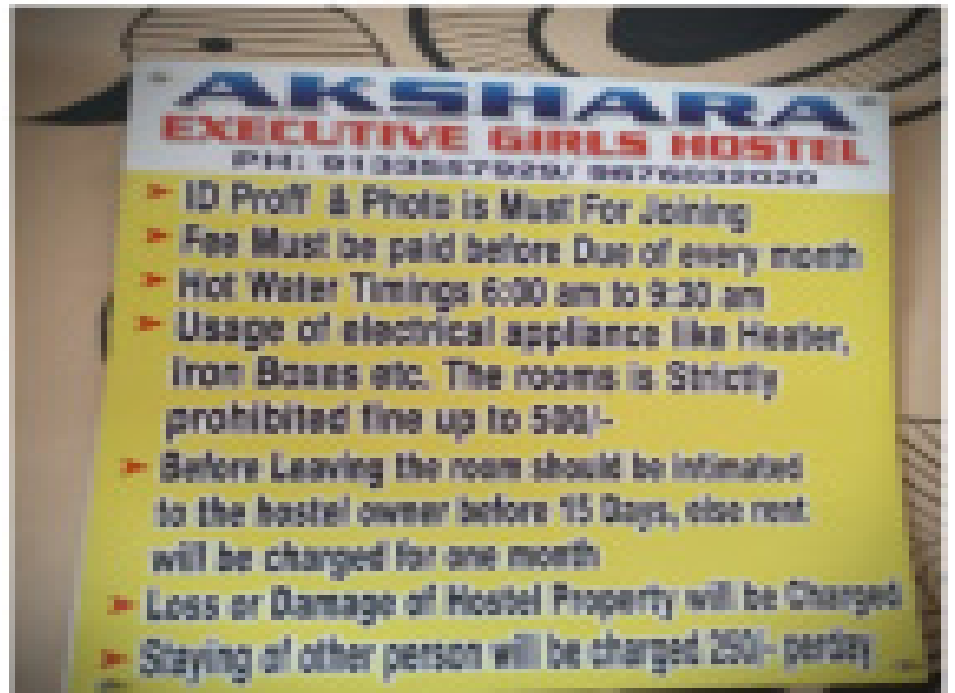 AKSHARA
EXECUTIVE GIRLS HOSTEL
PH:
➤ ID Proff & Photo is Must For Joining
➤ Fee Must be paid before Due of every month
➤ Hot Water Timings 6:00 am to 9:30 am
➤ Usage of electrical appliance like Heater,
Iron Boxes etc. The rooms is Strictly
prohibited fine up to 500/-
➤ Before Leaving the room should be intimated
to the hostel owner before 15 Days, else rent
will be charged for one month
➤ Loss or Damage of Hostel Property will be Charged
➤ Staying of other person will be charged 250/- perday